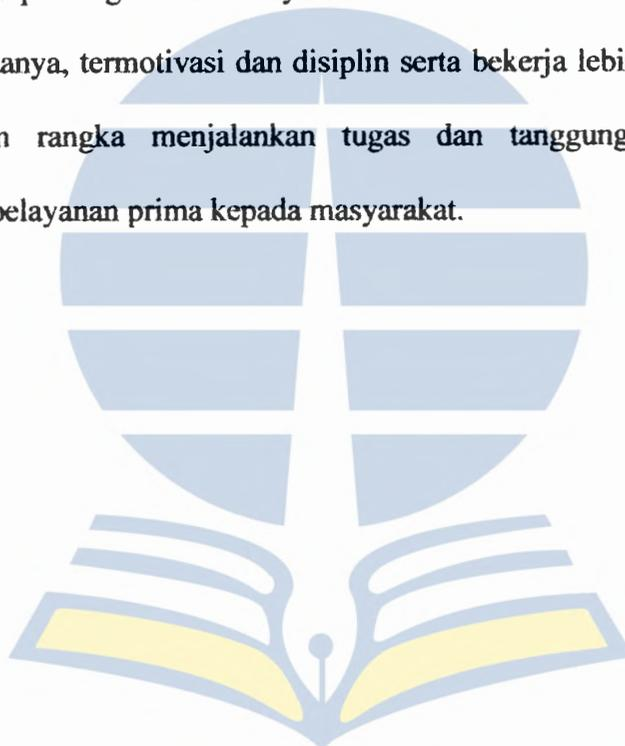 anya, termotivasi dan disiplin serta bekerja lebi
rangka menjalankan tugas dan tanggung
pelayanan prima kepada masyarakat.